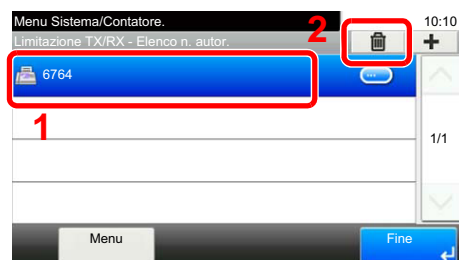 Menu Sistema/Contatore.
10:10
Limitazione TX/RX - Elenco n. autor.
2
6764
1
1/1
Menu
Fine